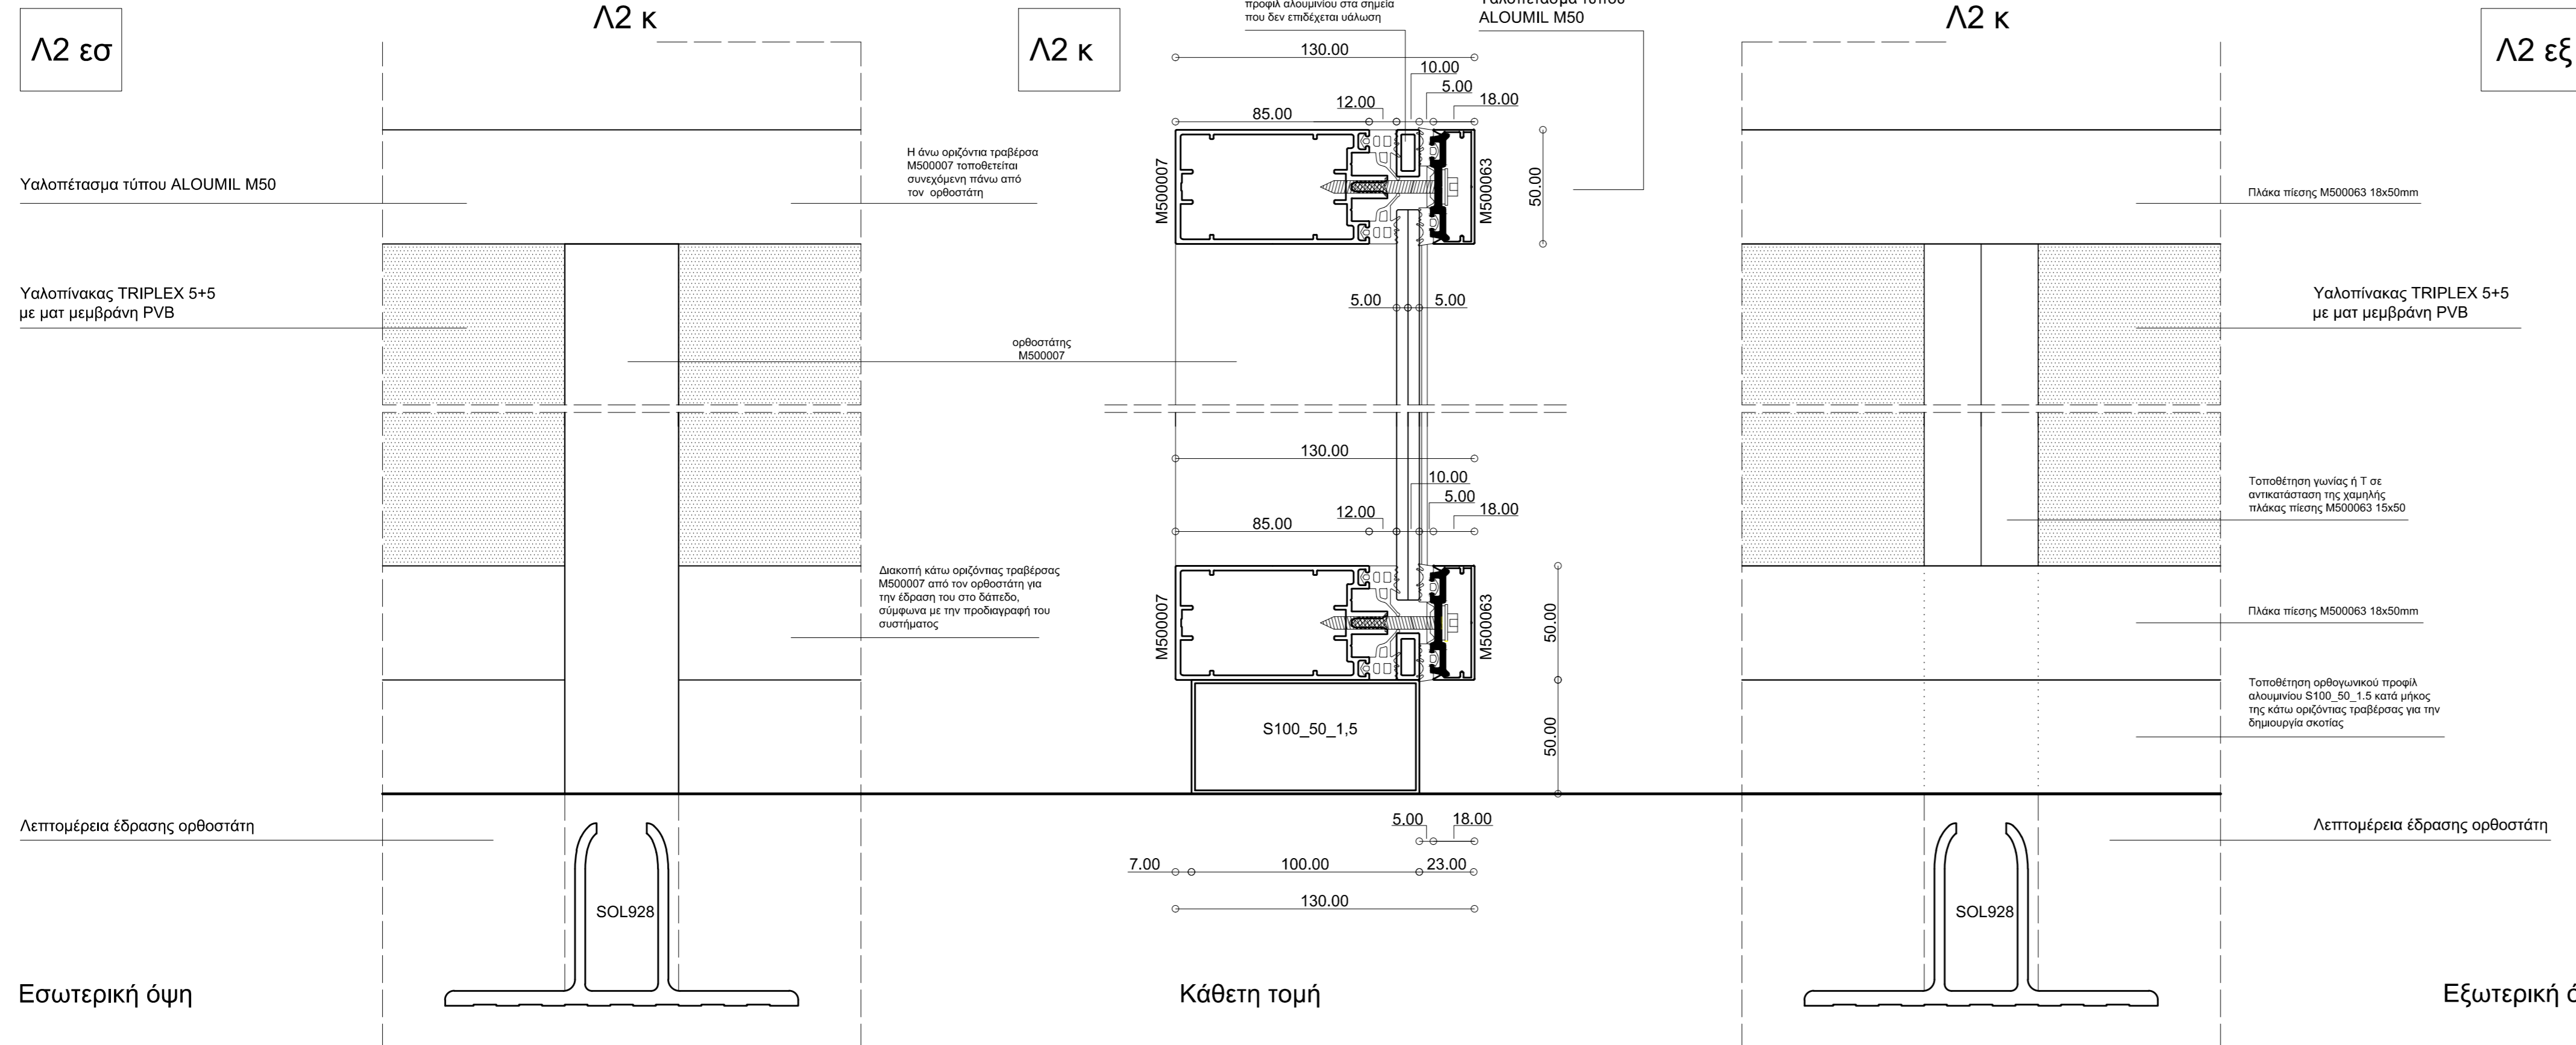 Λ2 εσ
Λ2 κ
Υαλοπέτασμα τύπου ALOUMIL M50
Η άνω οριζόντια τραβέρσα
M500007 τοποθετείται
συνεχόμενη πάνω από
τον ορθοστάτη
Υαλοπίνακας TRIPLEX 5+5
με ματ μεμβράνη PVB
ορθοστάτης
M500007
Διακοπή κάτω οριζόντιας τραβέρσας
M500007 από τον ορθοστάτη για
την έδραση του στο δάπεδο,
σύμφωνα με την προδιαγραφή του
συστήματος
Λεπτομέρεια έδρασης ορθοστάτη
SOL928
Εσωτερική όψη
Λ2 κ
προφίλ αλουμινίου στα σημεία
που δεν επιδέχεται υάλωση
Υαλοπέτασμα τύπου
ALOUMIL M50
130.00
10.00
5.00
12.00
18.00
85.00
M500007
M500063
50.00
5.00
5.00
130.00
10.00
5.00
12.00
18.00
85.00
M500007
M500063
50.00
S100_50_1,5
50.00
5.00
18.00
7.00
100.00
23.00
130.00
Κάθετη τομή
Λ2 κ
Λ2 εξ
Πλάκα πίεσης M500063 18x50mm
Υαλοπίνακας TRIPLEX 5+5
με ματ μεμβράνη PVB
Τοποθέτηση γωνίας ή Τ σε
αντικατάσταση της χαμηλής
πλάκας πίεσης M500063 15x50
Πλάκα πίεσης M500063 18x50mm
Τοποθέτηση ορθογωνικού προφίλ
αλουμινίου S100_50_1.5 κατά μήκος
της κάτω οριζόντιας τραβέρσας για την
δημιουργία σκοτίας
Λεπτομέρεια έδρασης ορθοστάτη
SOL928
Εξωτερική